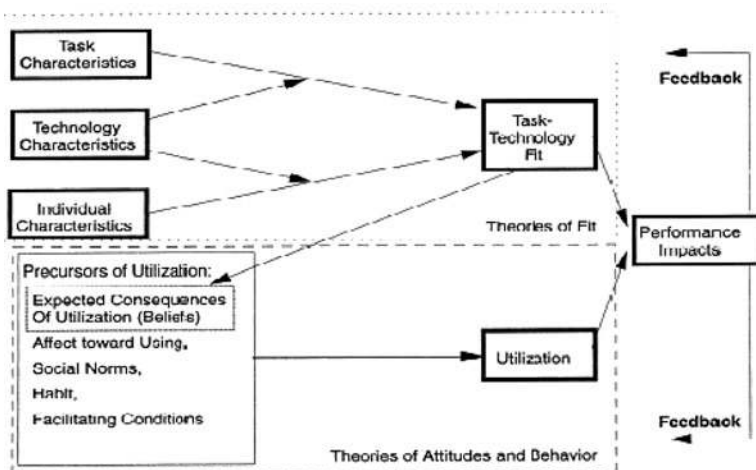 Task
Characteristics
Technology
Characteristics
Individual
Characteristics
Task-
Technology
Fit
Theories of Fit
Feedback
Performance
Impacts
Precursors of Utilization:
Expected Consequences
Of Utilization (Beliefs)
Affect toward Using,
Social Norms,
Habit,
Facilitating Conditions
Utilization
Theories of Attitudes and Behavior
Feedback